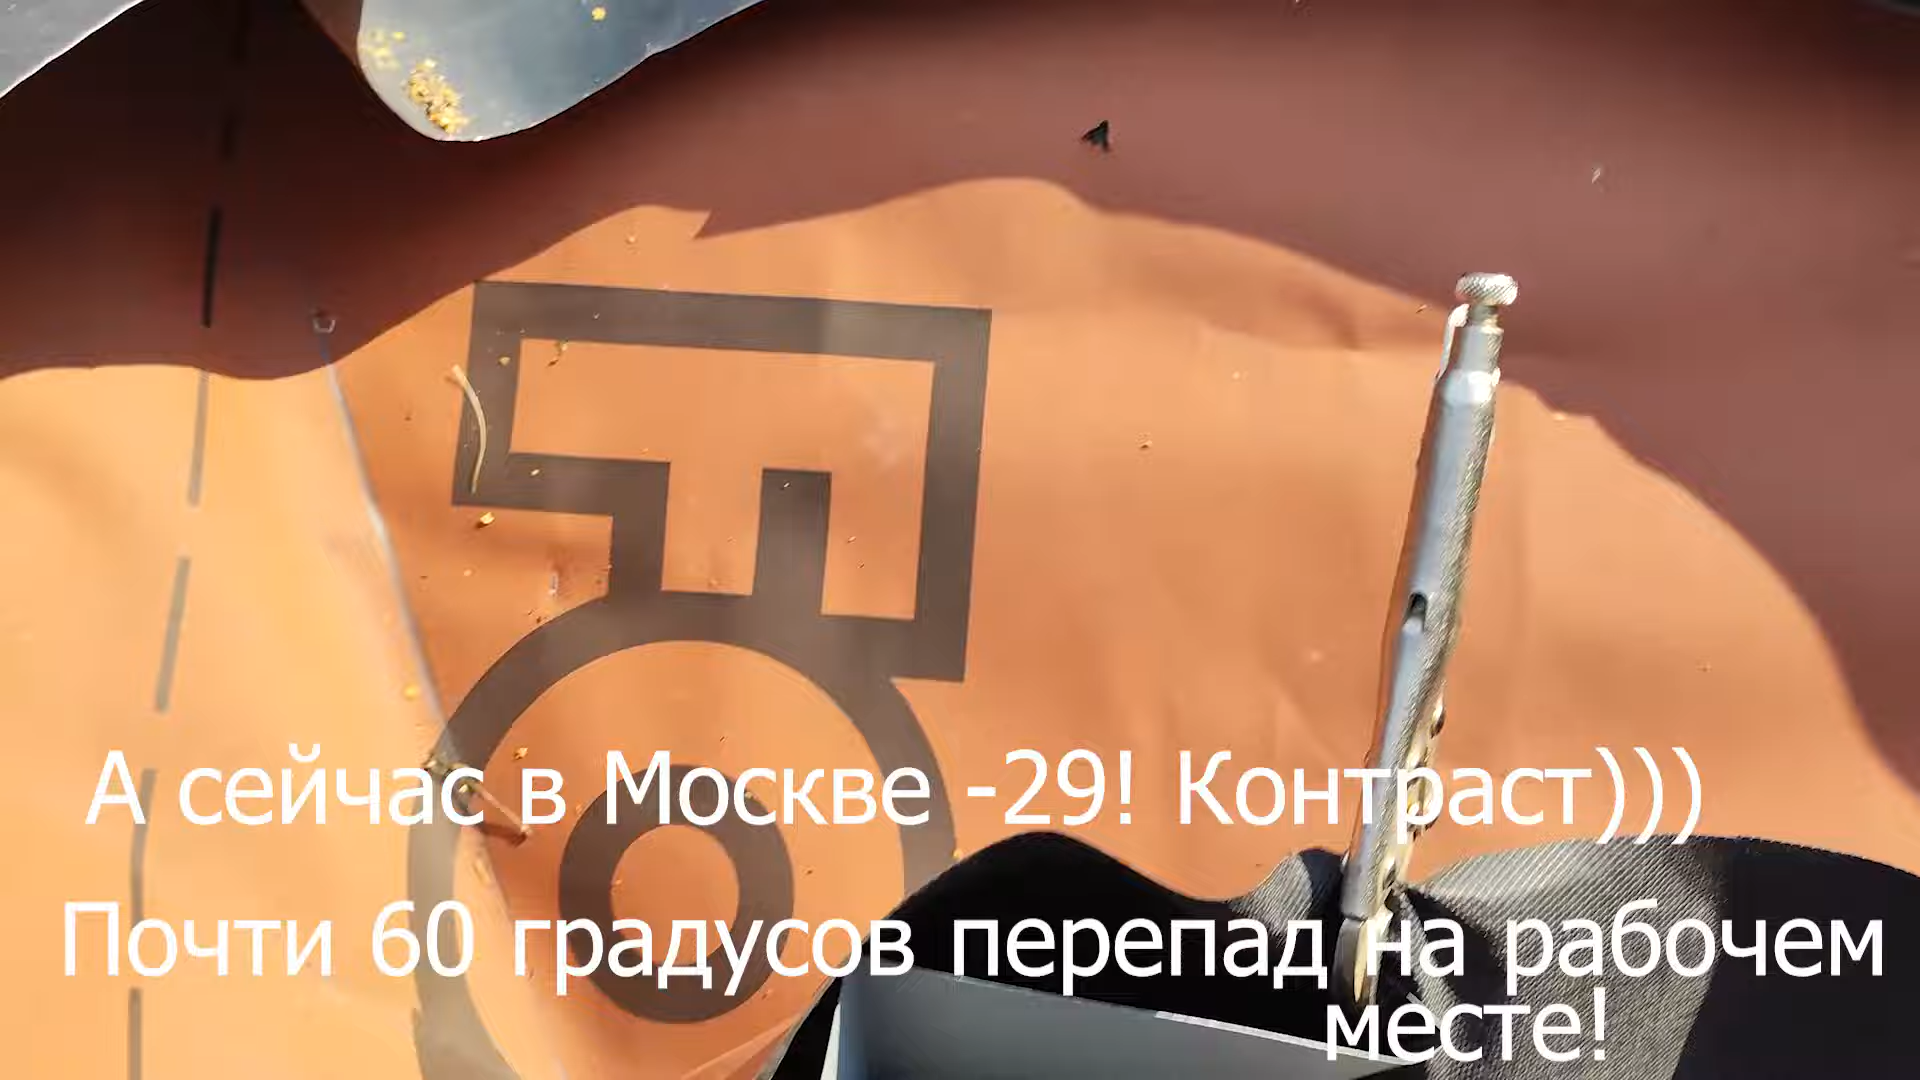 А сейчас в Москве -29! Контраст)))
Почти 60 градусов перепад на рабочем
месте!